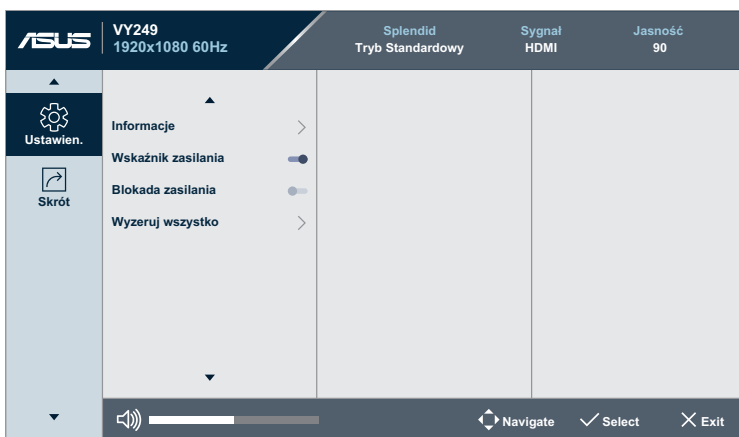 ASUS
VY249
1920x1080 60Hz
Splendid
Tryb Standardowy
Sygnał
HDMI
Jasność
90
Ustawien.
Skrót
Informacje
Wskaźnik zasilania
Blokada zasilania
Wyzeruj wszystko
Navigate
Select
Exit